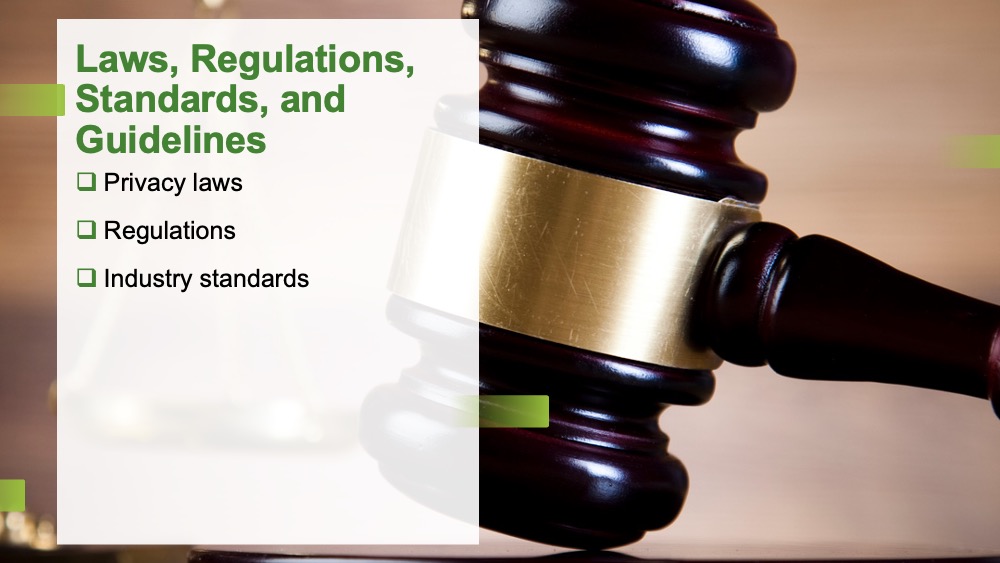 Laws, Regulations,
Standards, and
Guidelines
Privacy laws
Regulations
Industry standards